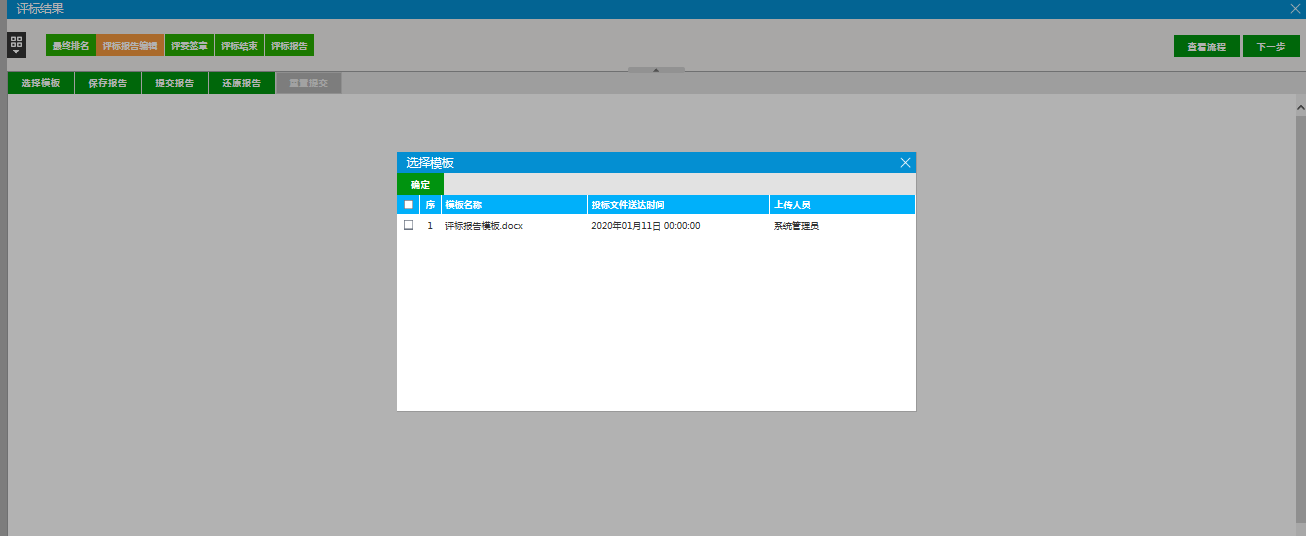 评标结果
最终排名 评标报告编辑 评委签章 评标结束 评标报告 查看流程 下一步
选择模板 保存报告 提交报告 还原报告 重置提交
选择模板
确定
序 模板名称 投标文件送达时间 上传人员
1 评标报告模板.docx 2020年01月11日 00:00:00 系统管理员